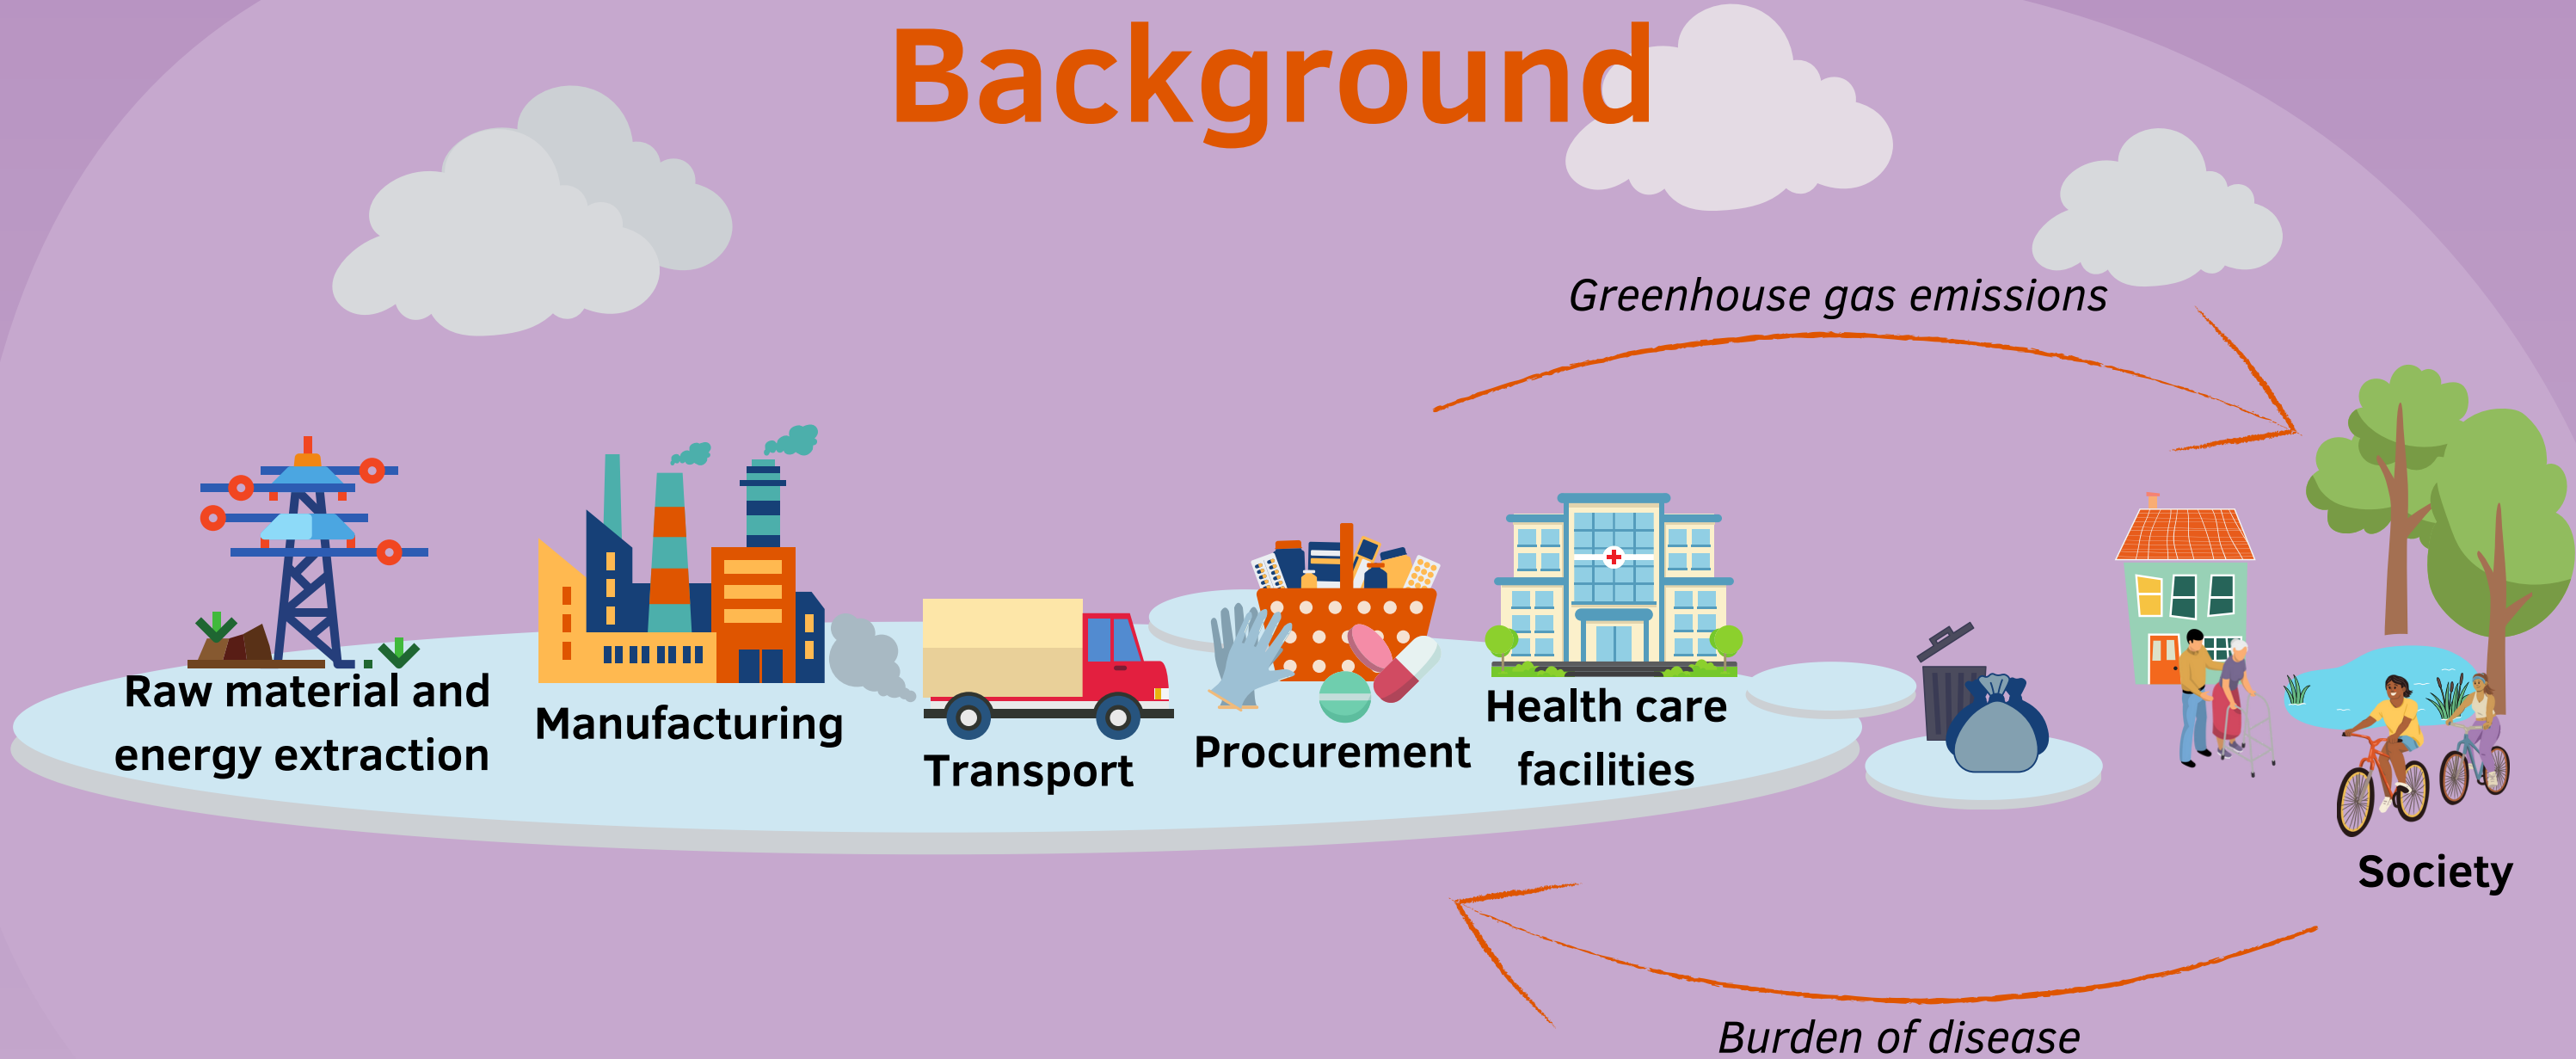 Background
Greenhouse gas emissions
Raw material and
energy extraction
Manufacturing
Transport
Procurement
Health care
facilities
Society
Burden of disease